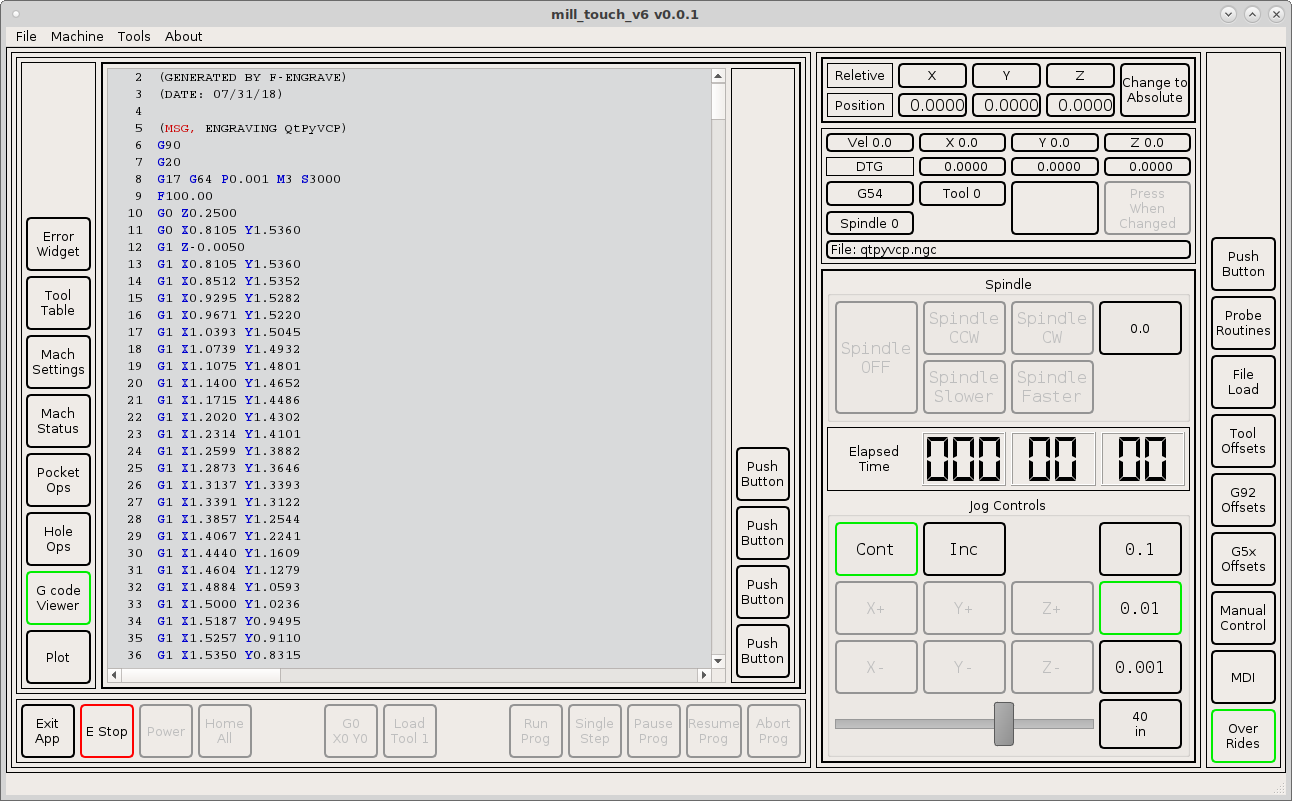 mill_touch_v6 v0.0.1
File Machine Tools About
2 (GENERATED BY F-ENGRAVE)
3 (DATE: 07/31/18)
4
5 (MSG, ENGRAVING QtPyVCP)
6 G90
7 G20
8 G17 G64 P0.001 M3 S3000
9 F100.00
10 G0 Z0.2500
11 G0 X0.8105 Y1.5360
12 G1 Z-0.0050
13 G1 X0.8105 Y1.5360
14 G1 X0.8512 Y1.5352
15 G1 X0.9295 Y1.5282
16 G1 X0.9671 Y1.5220
17 G1 X1.0393 Y1.5045
18 G1 X1.0739 Y1.4932
19 G1 X1.1075 Y1.4801
20 G1 X1.1400 Y1.4652
21 G1 X1.1715 Y1.4486
22 G1 X1.2020 Y1.4302
23 G1 X1.2314 Y1.4101
24 G1 X1.2599 Y1.3882
25 G1 X1.2873 Y1.3646
26 G1 X1.3137 Y1.3393
27 G1 X1.3391 Y1.3122
28 G1 X1.3857 Y1.2544
29 G1 X1.4067 Y1.2241
30 G1 X1.4440 Y1.1609
31 G1 X1.4604 Y1.1279
32 G1 X1.4884 Y1.0593
33 G1 X1.5000 Y1.0236
34 G1 X1.5187 Y0.9495
35 G1 X1.5257 Y0.9110
36 G1 X1.5350 Y0.8315
Error
Widget
Tool
Table
Mach
Settings
Mach
Status
Pocket
Ops
Hole
Ops
G code
Viewer
Plot
Push
Button
Push
Button
Push
Button
Push
Button
Exit
App
E Stop
Power
Home
All
G0
X0 Y0
Load
Tool 1
Run
Prog
Single
Step
Pause
Prog
Resume
Prog
Abort
Prog
Reletive X Y Z
Change to
Absolute
Position 0.0000 0.0000 0.0000
Vel 0.0 X 0.0 Y 0.0 Z 0.0
DTG 0.0000 0.0000 0.0000
G54 Tool 0
Press
When
Changed
Spindle 0
File: qtpyvcp.ngc
Spindle
Spindle
OFF
Spindle
CCW
Spindle
CW
0.0
Spindle
Slower
Spindle
Faster
Elapsed
Time
000 00 00
Jog Controls
Cont Inc 0.1
X+ Y+ Z+ 0.01
X- Y- Z- 0.001
40
in
Push
Button
Probe
Routines
File
Load
Tool
Offsets
G92
Offsets
G5x
Offsets
Manual
Control
MDI
Over
Rides